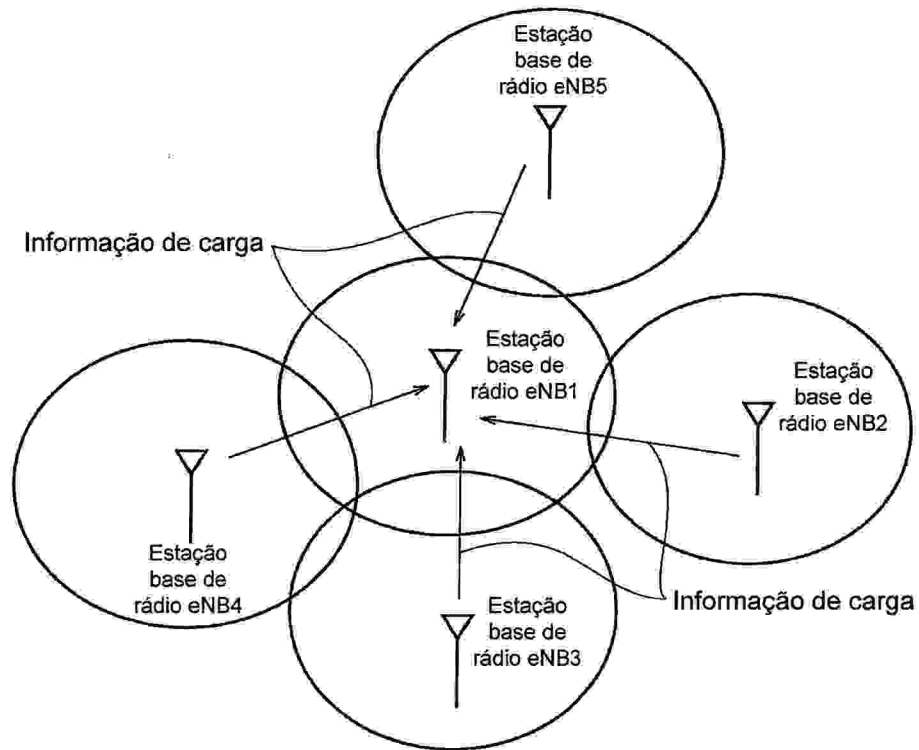 Estação
base de
rádio eNB5
Informação de carga
Estação
base de
rádio eNB1
Estação
base de
rádio eNB2
Estação
base de
rádio eNB4
Estação
base de
rádio eNB3
Informação de carga